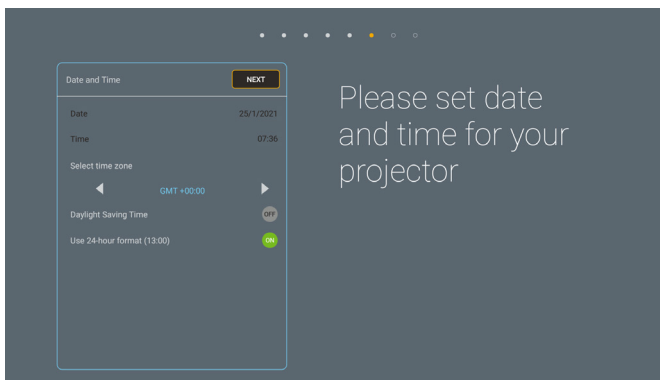 Date and Time
NEXT
Date 25/1/2021
Time 07:36
Select time zone
GMT +00:00
Daylight Saving Time OFF
Use 24-hour format (13:00) ON
Please set date
and time for your
projector